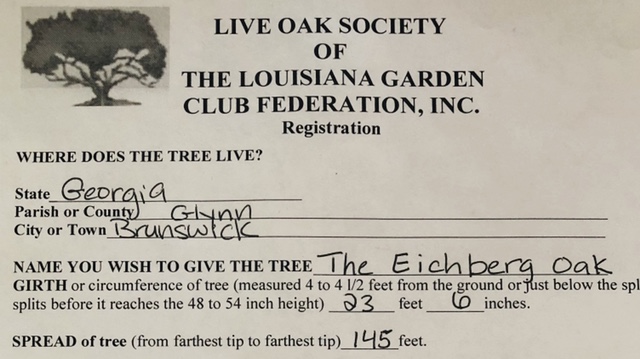 LIVE OAK SOCIETY
OF
THE LOUISIANA GARDEN
CLUB FEDERATION, INC.
Registration
WHERE DOES THE TREE LIVE?
State Georgia
Parish or County) Glynn
City or Town Brunswick
NAME YOU WISH TO GIVE THE TREE The Eichberg Oak
GIRTH or circumference of tree (measured 4 to 4 1/2 feet from the ground or just below the spl
splits before it reaches the 48 to 54 inch height) 23 feet 6 inches.
SPREAD of tree (from farthest tip to farthest tip) 145 feet.